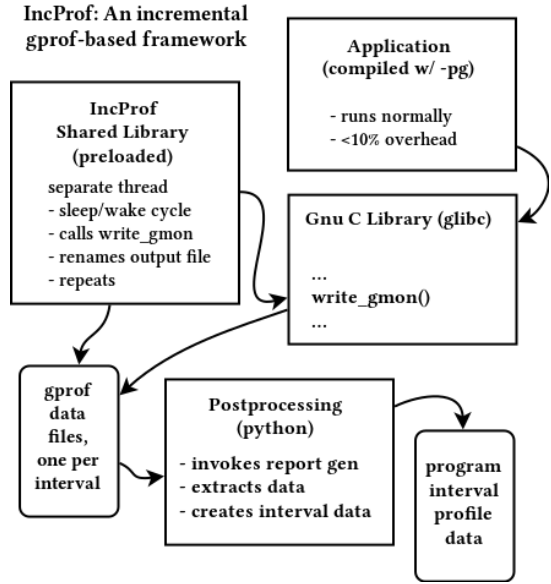 IncProf: An incremental
gprof-based framework
Application
(compiled w/ -pg)
- runs normally
- <10% overhead
IncProf
Shared Library
(preloaded)
separate thread
- sleep/wake cycle
- calls write_gmon
- renames output file
- repeats
Gnu C Library (glibc)
...
write_gmon()
...
gprof
data
files,
one per
interval
Postprocessing
(python)
- invokes report gen
- extracts data
- creates interval data
program
interval
profile
data